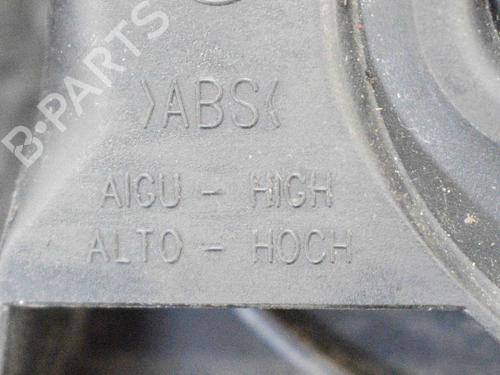 B-PARTS
>ABS<
AIGU - HIGH
ALTO - HOCH